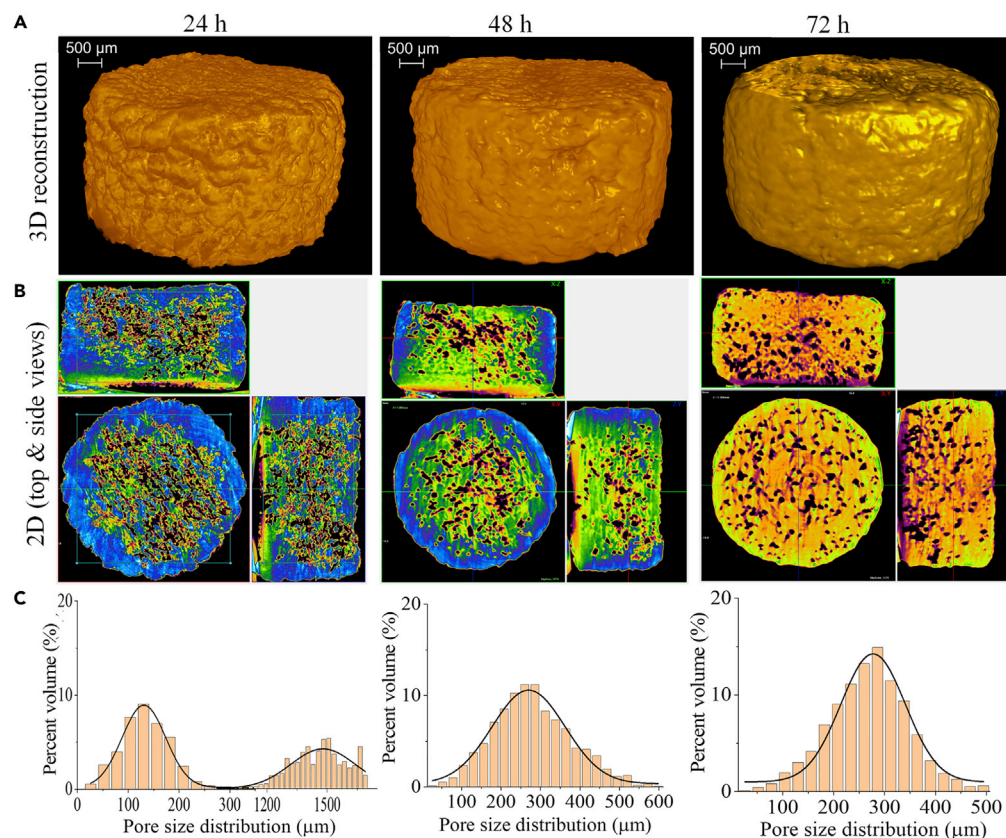 A
24 h
48 h
72 h
3D reconstruction
500 µm
500 µm
500 µm
B
2D (top & side views)
X-Z
X-Z
X-Y
Z-Y
C
Percent volume (%)
20
10
0
0
100
200
300
1200
1500
Pore size distribution (µm)
Percent volume (%)
20
10
0
100
200
300
400
500
600
Pore size distribution (µm)
Percent volume (%)
20
10
0
100
200
300
400
500
Pore size distribution (µm)